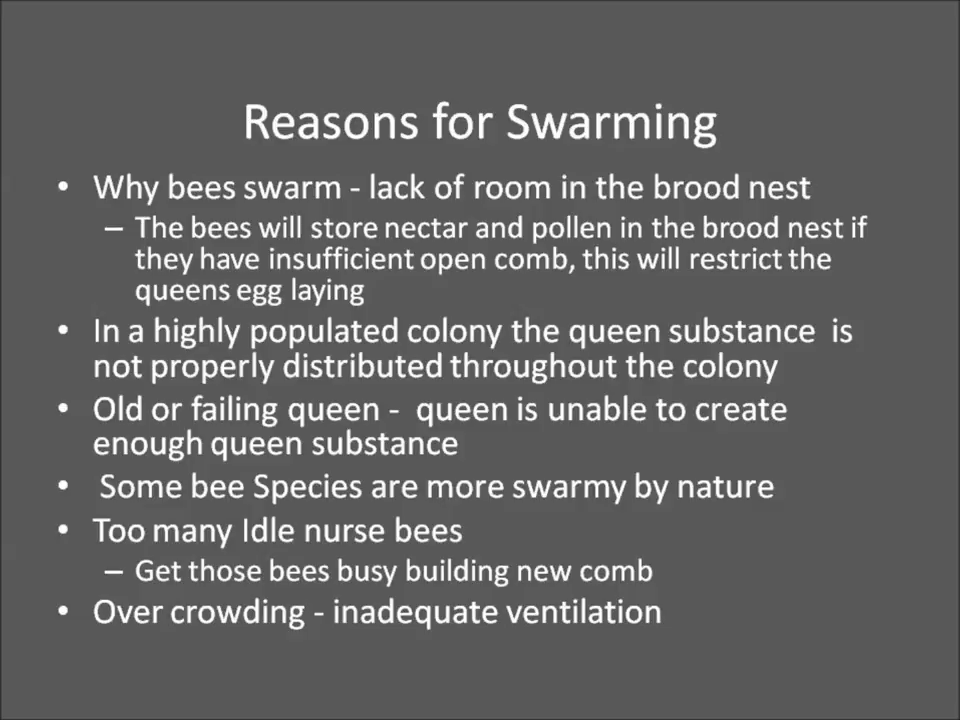 Reasons for Swarming
• Why bees swarm - lack of room in the brood nest
– The bees will store nectar and pollen in the brood nest if
they have insufficient open comb, this will restrict the
queens egg laying
• In a highly populated colony the queen substance  is
not properly distributed throughout the colony
• Old or failing queen -  queen is unable to create
enough queen substance
•  Some bee Species are more swarmy by nature
• Too many Idle nurse bees
– Get those bees busy building new comb
• Over crowding - inadequate ventilation